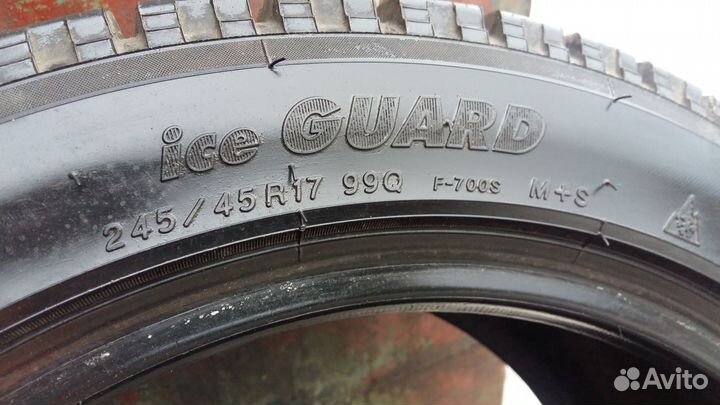 ice GUARD
245/45R17 99Q F-700S M+S
Avito